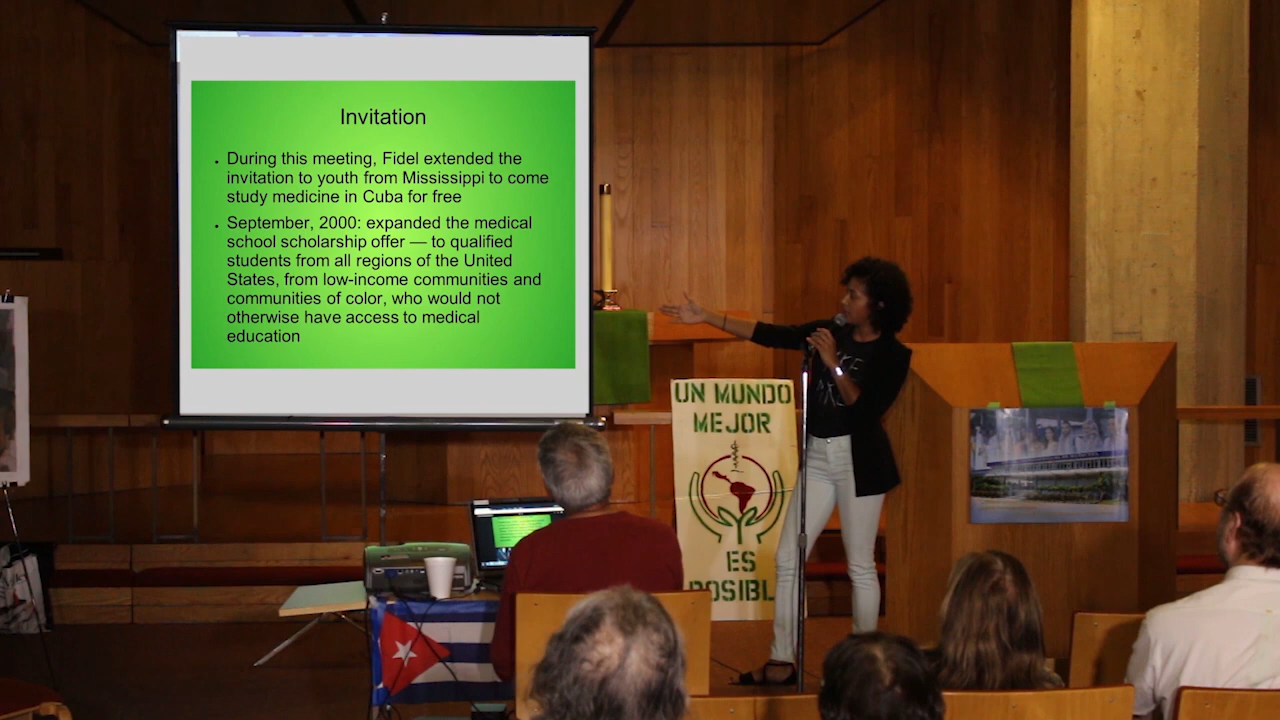 Invitation
• During this meeting, Fidel extended the
invitation to youth from Mississippi to come
study medicine in Cuba for free
• September, 2000: expanded the medical
school scholarship offer — to qualified
students from all regions of the United
States, from low-income communities and
communities of color, who would not
otherwise have access to medical
education
UN MUNDO
MEJOR
ES
POSIBL